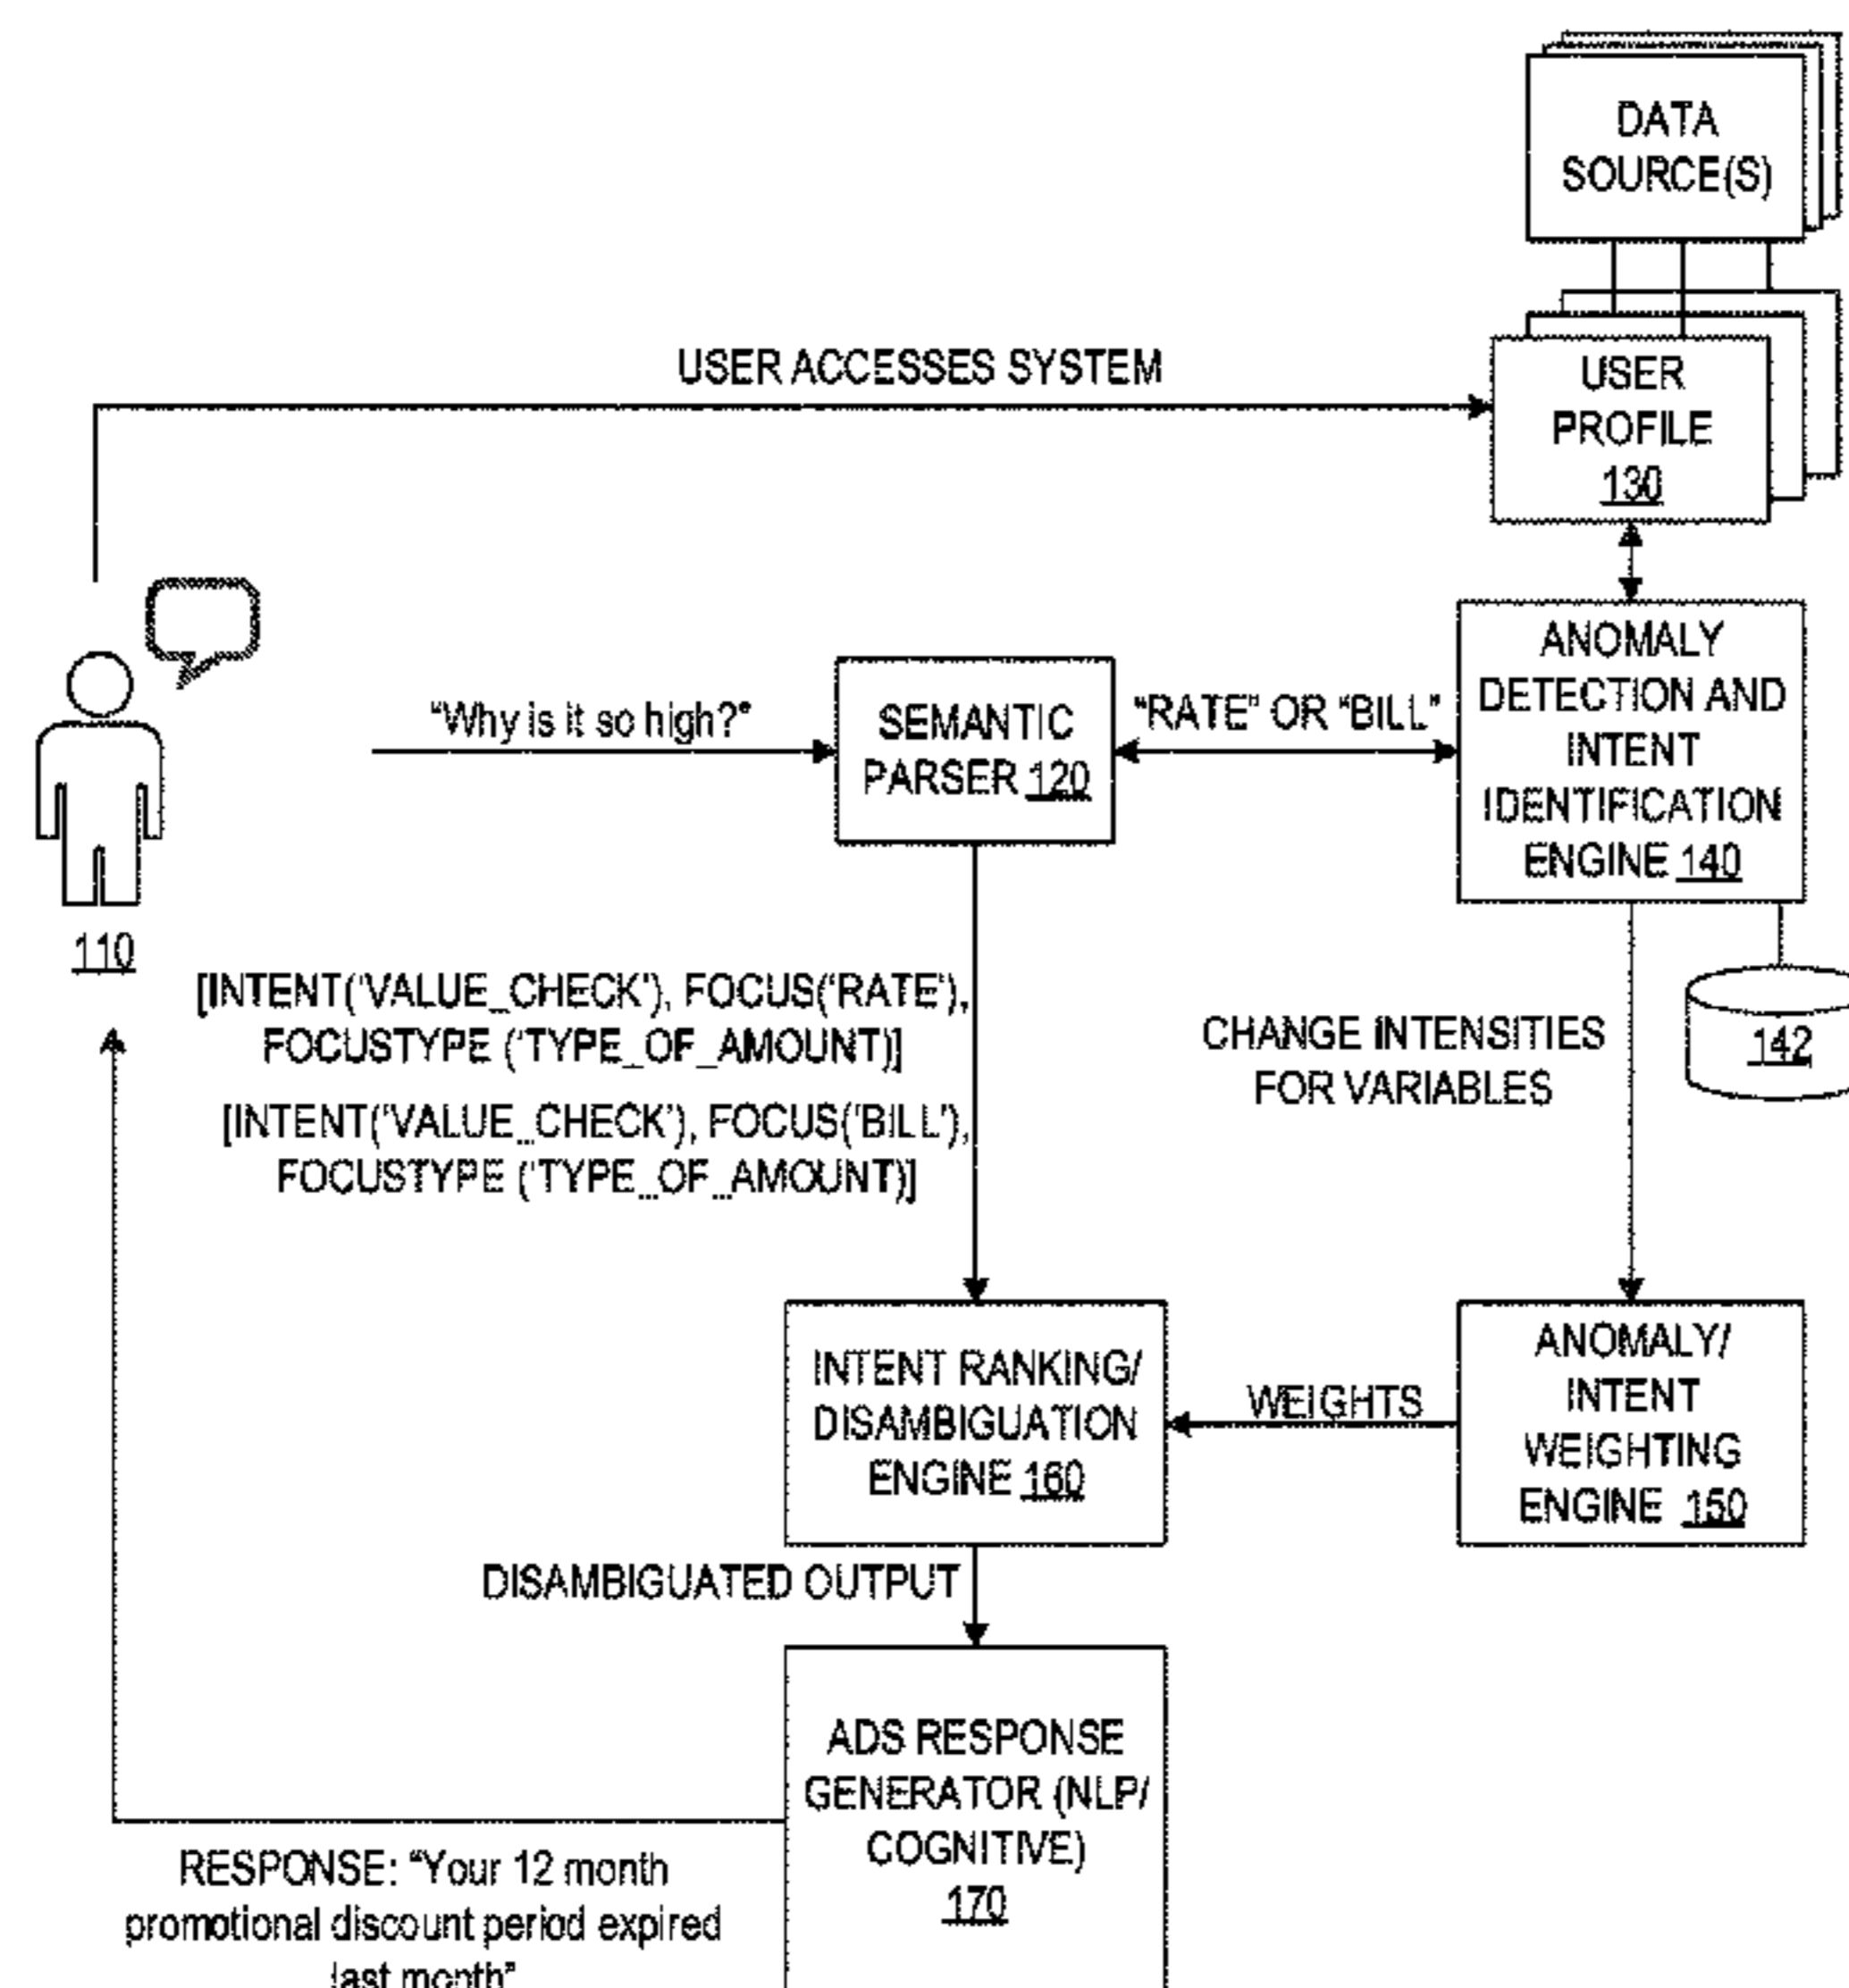 DATA
SOURCE(S)
USER ACCESSES SYSTEM
USER
PROFILE
130
"Why is it so high?"
SEMANTIC
PARSER 120
"RATE" OR "BILL"
ANOMALY
DETECTION AND
INTENT
IDENTIFICATION
ENGINE 140
110
[INTENT('VALUE_CHECK'), FOCUS('RATE'),
FOCUSTYPE ('TYPE_OF_AMOUNT)]
[INTENT('VALUE_CHECK'), FOCUS('BILL'),
FOCUSTYPE ('TYPE_OF_AMOUNT)]
CHANGE INTENSITIES
FOR VARIABLES
142
INTENT RANKING/
DISAMBIGUATION
ENGINE 160
WEIGHTS
ANOMALY/
INTENT
WEIGHTING
ENGINE 150
DISAMBIGUATED OUTPUT
ADS RESPONSE
GENERATOR (NLP/
COGNITIVE)
170
RESPONSE: "Your 12 month
promotional discount period expired
last month"